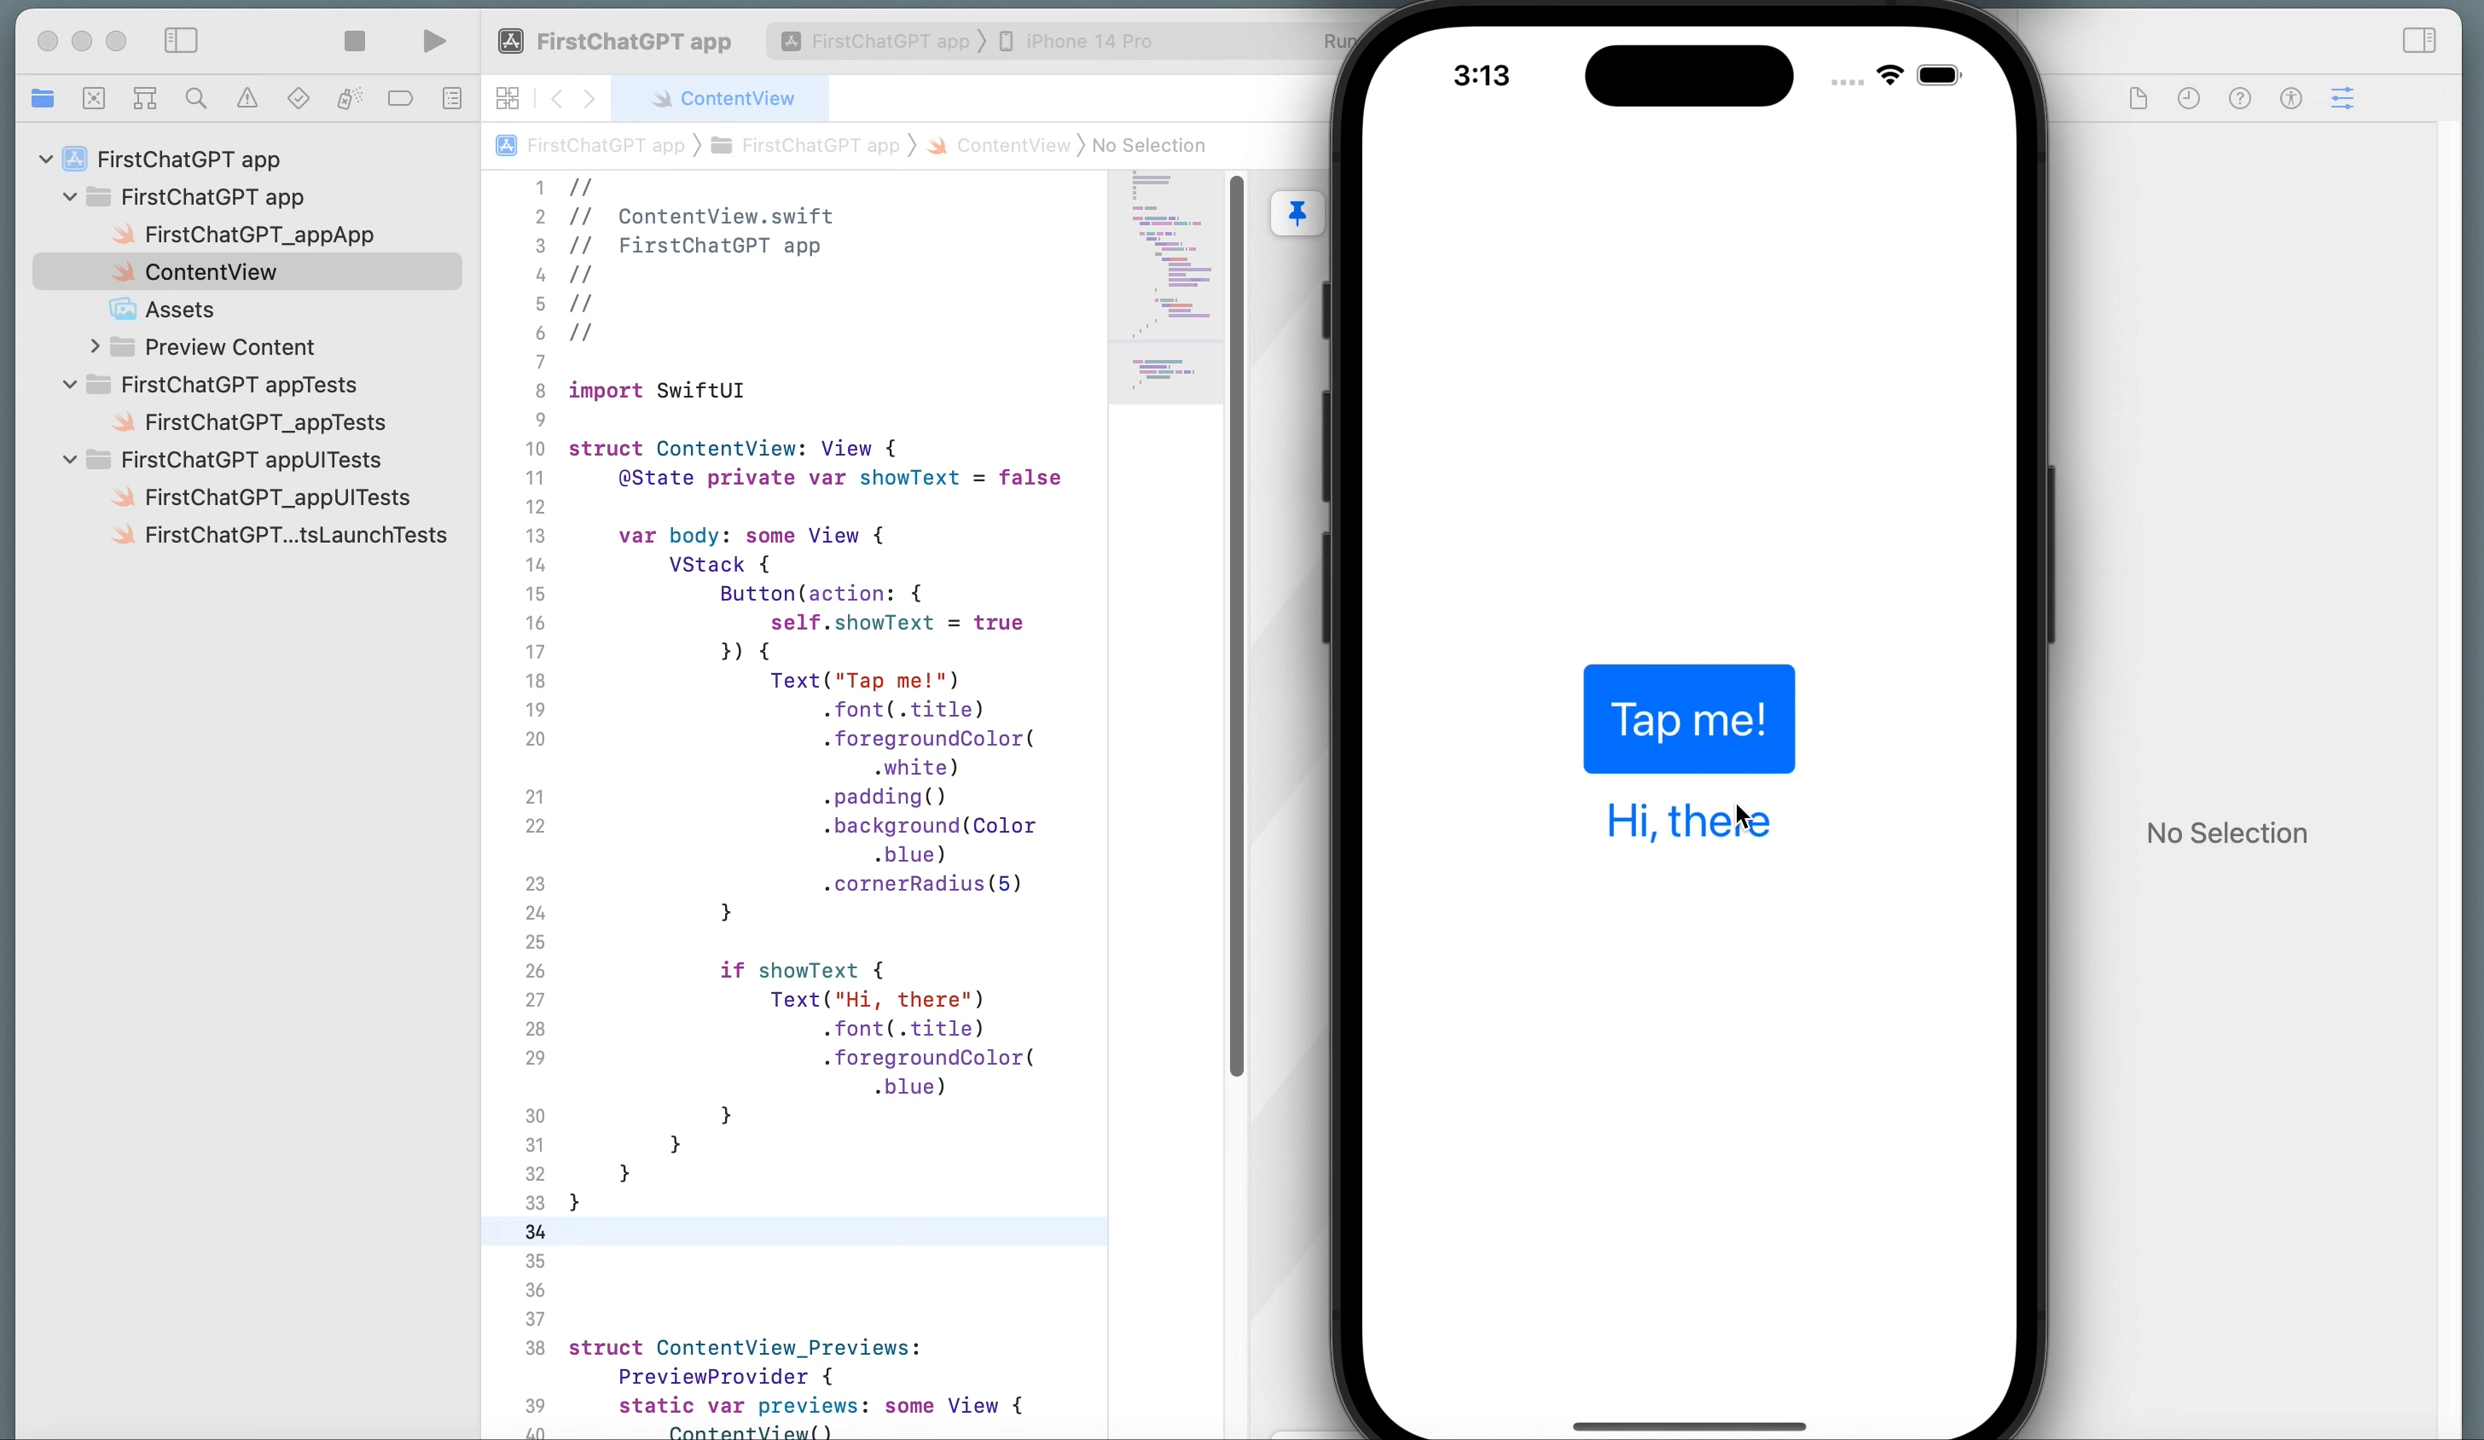 FirstChatGPT app
FirstChatGPT app 〉 iPhone 14 Pro
3:13
ContentView
FirstChatGPT app 〉 FirstChatGPT app 〉 ContentView 〉 No Selection
FirstChatGPT app
FirstChatGPT app
FirstChatGPT_appApp
ContentView
Assets
Preview Content
FirstChatGPT appTests
FirstChatGPT_appTests
FirstChatGPT appUITests
FirstChatGPT_appUITests
FirstChatGPT...tsLaunchTests
1 //
2 //  ContentView.swift
3 //  FirstChatGPT app
4 //
5 //
6 //
7
8 import SwiftUI
9
10 struct ContentView: View {
11     @State private var showText = false
12
13     var body: some View {
14         VStack {
15             Button(action: {
16                 self.showText = true
17             }) {
18                 Text("Tap me!")
19                     .font(.title)
20                     .foregroundColor(
                        .white)
21                     .padding()
22                     .background(Color
                        .blue)
23                     .cornerRadius(5)
24             }
25
26             if showText {
27                 Text("Hi, there")
28                     .font(.title)
29                     .foregroundColor(
                        .blue)
30             }
31         }
32     }
33 }
34
35
36
37
38 struct ContentView_Previews:
    PreviewProvider {
39     static var previews: some View {
40         ContentView()
Tap me!
Hi, there
No Selection